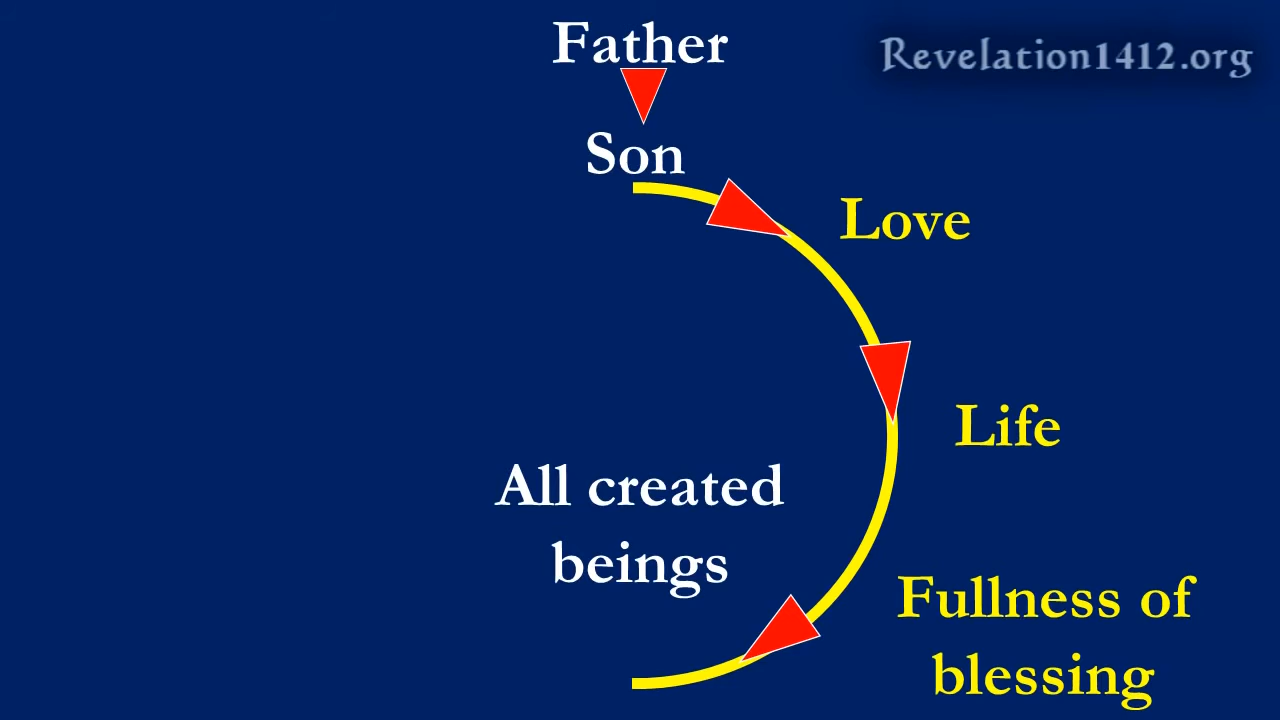 Father
Revelation1412.org
Son
Love
Life
All created
beings
Fullness of
blessing